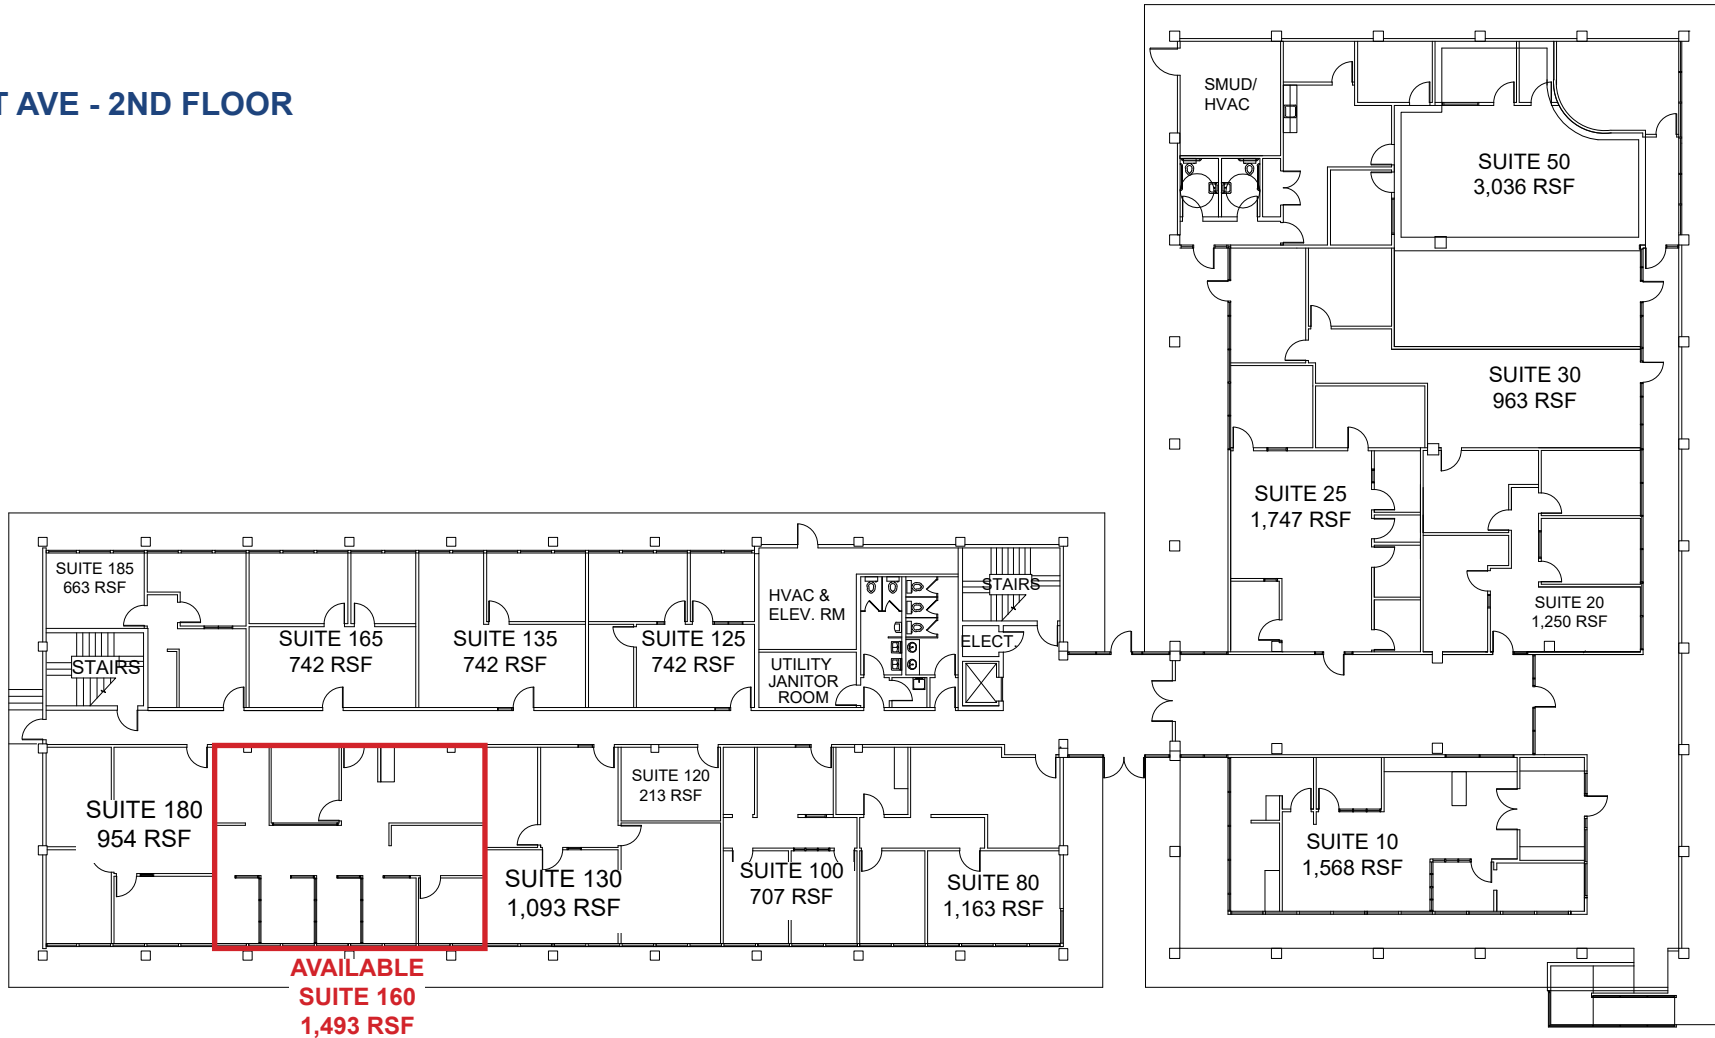 T AVE - 2ND FLOOR
SMUD/
HVAC
SUITE 50
3,036 RSF
SUITE 30
963 RSF
SUITE 25
1,747 RSF
SUITE 20
1,250 RSF
SUITE 185
663 RSF
STAIRS
SUITE 165
742 RSF
SUITE 135
742 RSF
SUITE 125
742 RSF
HVAC &
ELEV. RM
UTILITY
JANITOR
ROOM
STAIRS
ELECT.
SUITE 180
954 RSF
SUITE 130
1,093 RSF
SUITE 120
213 RSF
SUITE 100
707 RSF
SUITE 80
1,163 RSF
SUITE 10
1,568 RSF
AVAILABLE
SUITE 160
1,493 RSF